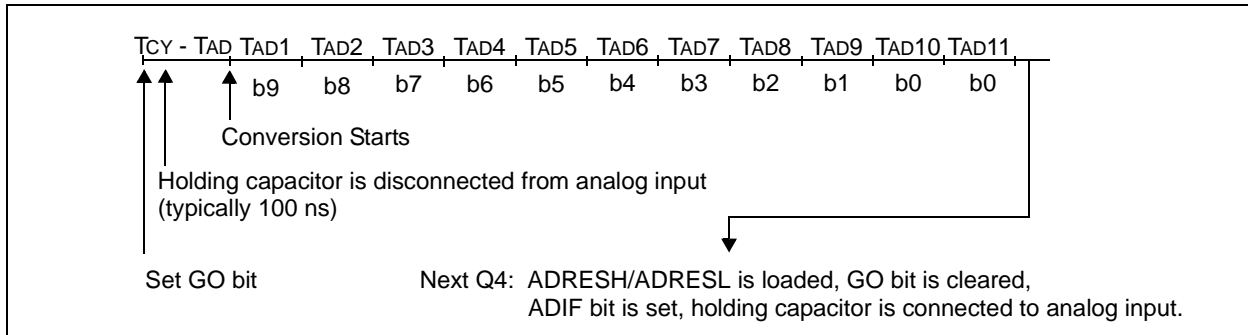 TCY - TAD TAD1 TAD2 TAD3 TAD4 TAD5 TAD6 TAD7 TAD8 TAD9 TAD10 TAD11
b9 b8 b7 b6 b5 b4 b3 b2 b1 b0 b0
Conversion Starts
Holding capacitor is disconnected from analog input
(typically 100 ns)
Set GO bit
Next Q4: ADRESH/ADRESL is loaded, GO bit is cleared,
ADIF bit is set, holding capacitor is connected to analog input.